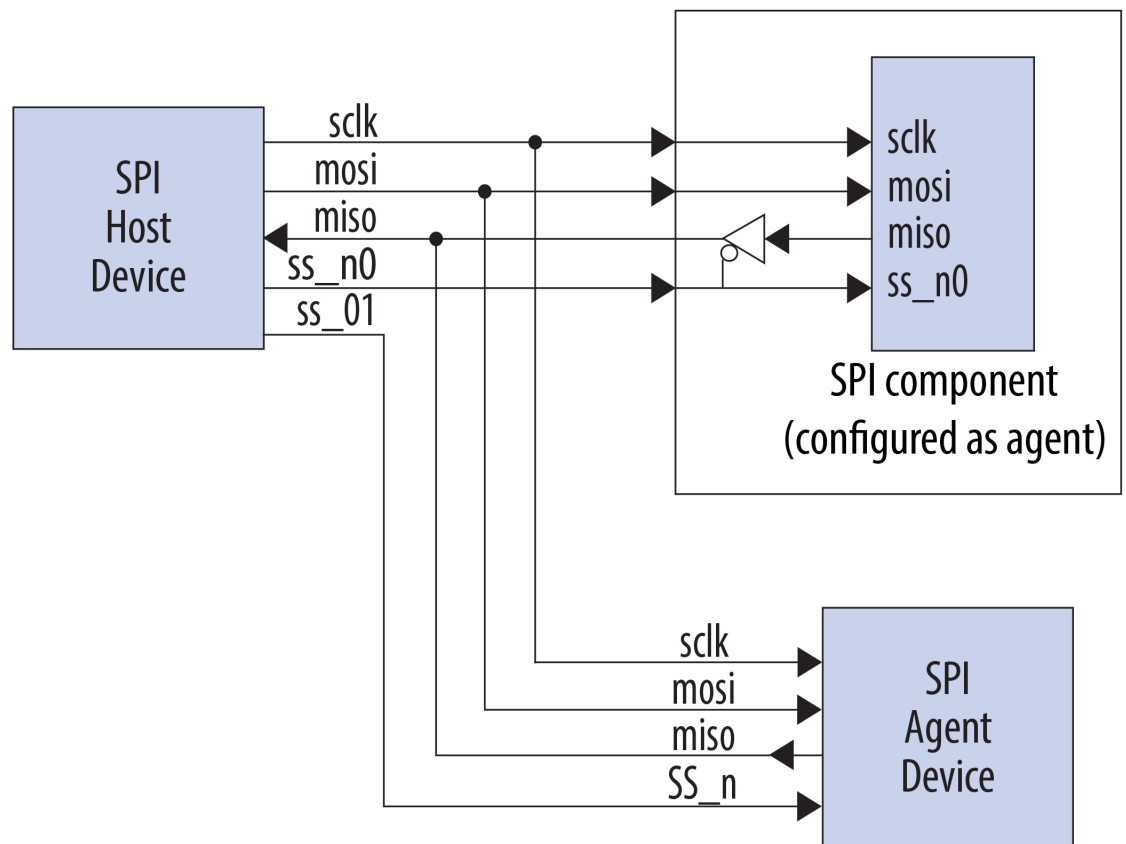 SPI
Host
Device
sclk
mosi
miso
ss_n0
ss_01
sclk
mosi
miso
ss_n0
SPI component
(configured as agent)
sclk
mosi
miso
SS_n
SPI
Agent
Device